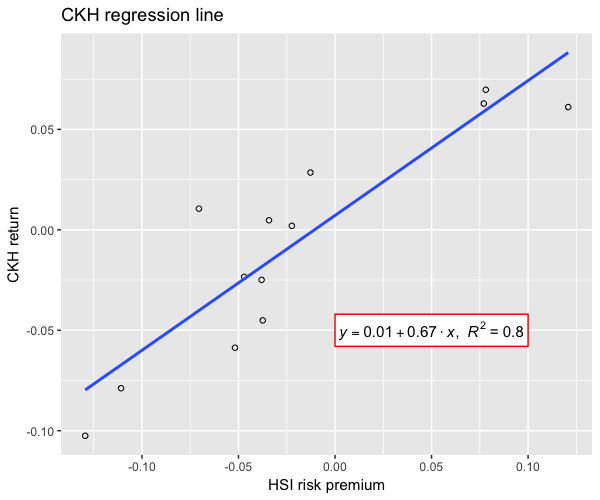 CKH regression line
CKH return
0.05
0.00
-0.05
-0.10
y = 0.01 + 0.67 · x, R² = 0.8
-0.10 -0.05 0.00 0.05 0.10
HSI risk premium